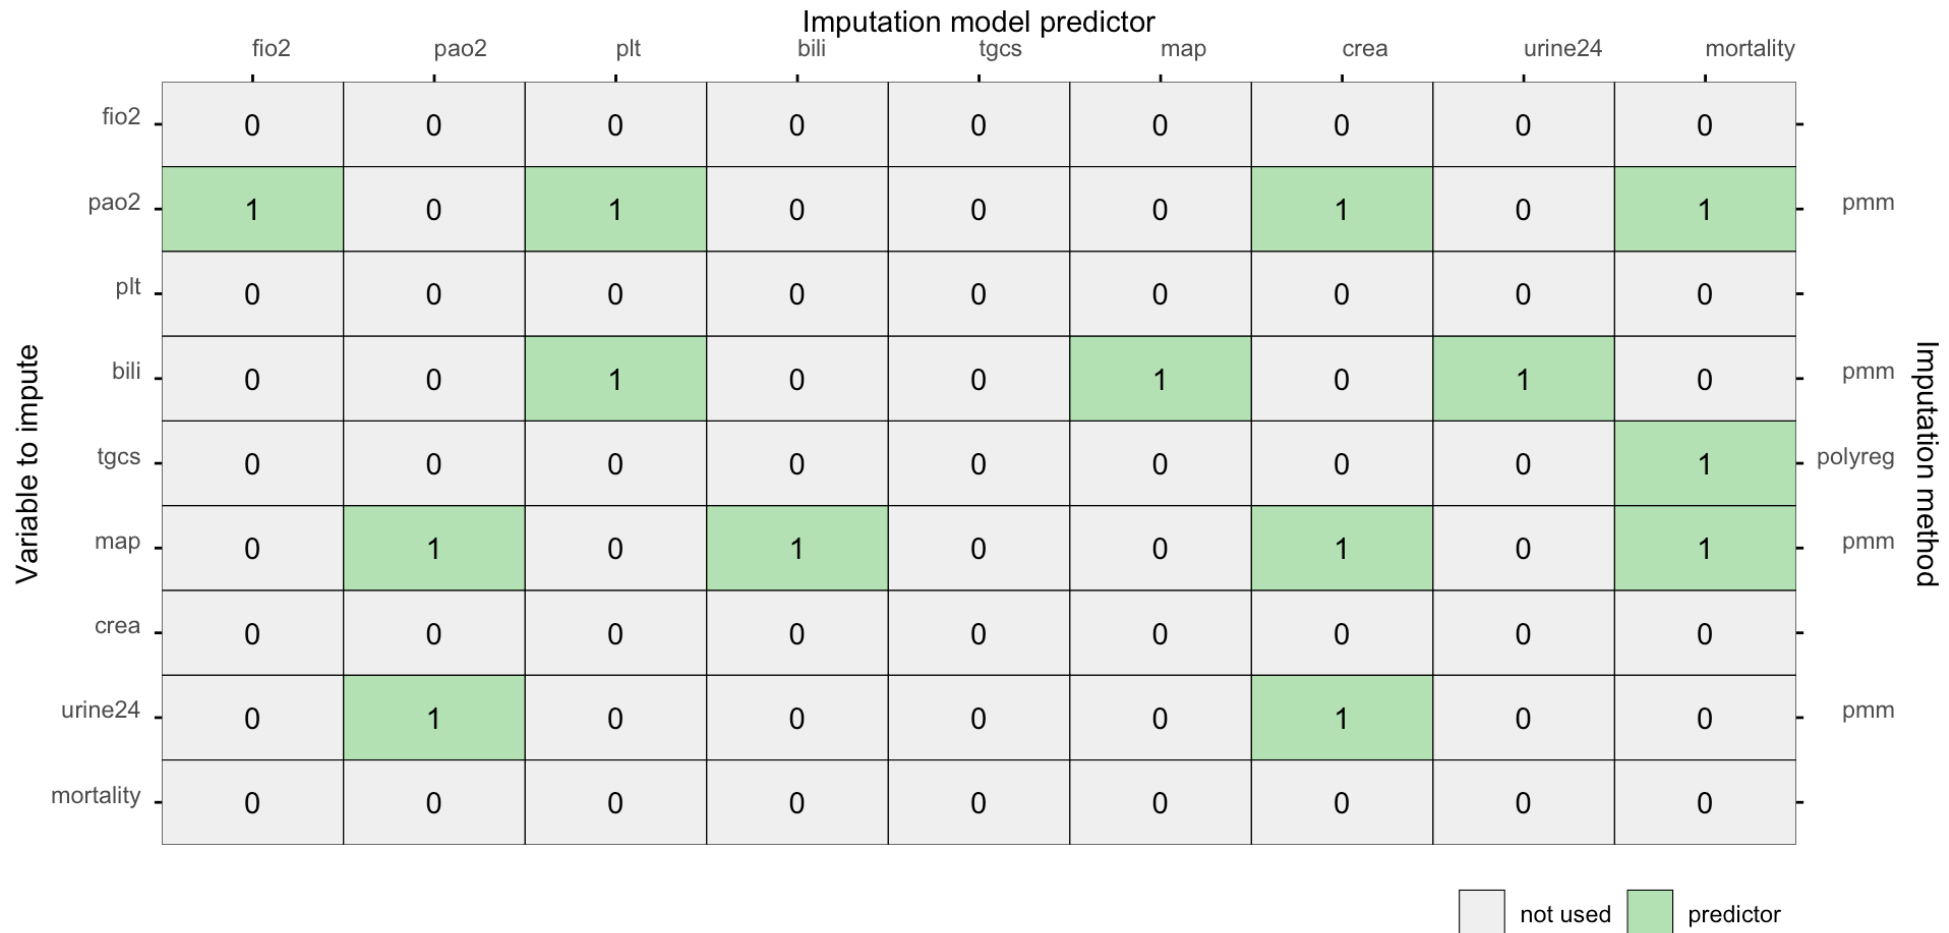 Imputation model predictor
fio2 pao2 plt bili tgcs map crea urine24 mortality
fio2 0 0 0 0 0 0 0 0 0
pao2 1 0 1 0 0 0 1 0 1 pmm
plt 0 0 0 0 0 0 0 0 0
bili 0 0 1 0 0 1 0 1 0 pmm
tgcs 0 0 0 0 0 0 0 0 1 polyreg
map 0 1 0 1 0 0 1 0 1 pmm
crea 0 0 0 0 0 0 0 0 0
urine24 0 1 0 0 0 0 1 0 0 pmm
mortality 0 0 0 0 0 0 0 0 0
Variable to impute
Imputation method
not used predictor